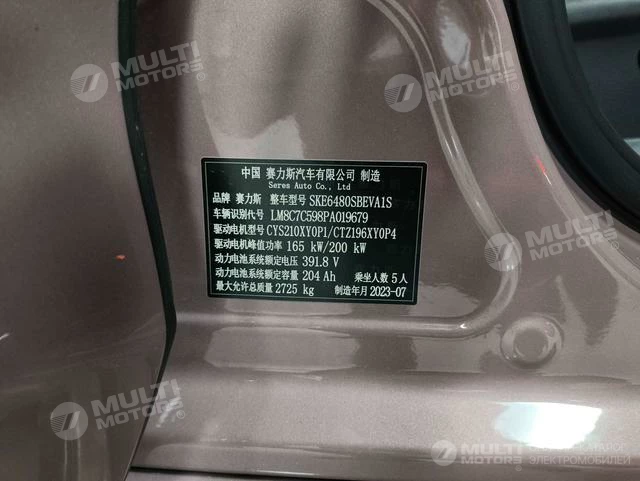 中国 赛力斯汽车有限公司 制造
Seres Auto Co., Ltd
品牌 赛力斯 整车型号 SKE6480SBEVA1S
车辆识别代号 LM8C7C598PA019679
驱动电机型号 CYS210XY0P1/CTZ196XY0P4
驱动电机峰值功率 165 kW/200 kW
动力电池系统额定电压 391.8 V
动力电池系统额定容量 204 Ah 乘坐人数 5人
最大允许总质量 2725 kg 制造年月 2023-07
MULTI MOTORS
MULTI MOTORS
MULTI MOTORS
MULTI MOTORS
MULTI MOTORS
MULTI MOTORS
ЭЛЕКТРОМОБИЛЕЙ